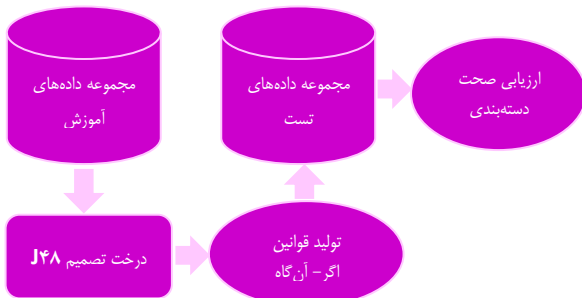 مجموعه داده‌های
آموزش
درخت تصمیم J۴۸
تولید قوانین
اگر- آن‌گاه
مجموعه داده‌های
تست
ارزیابی صحت
دسته‌بندی